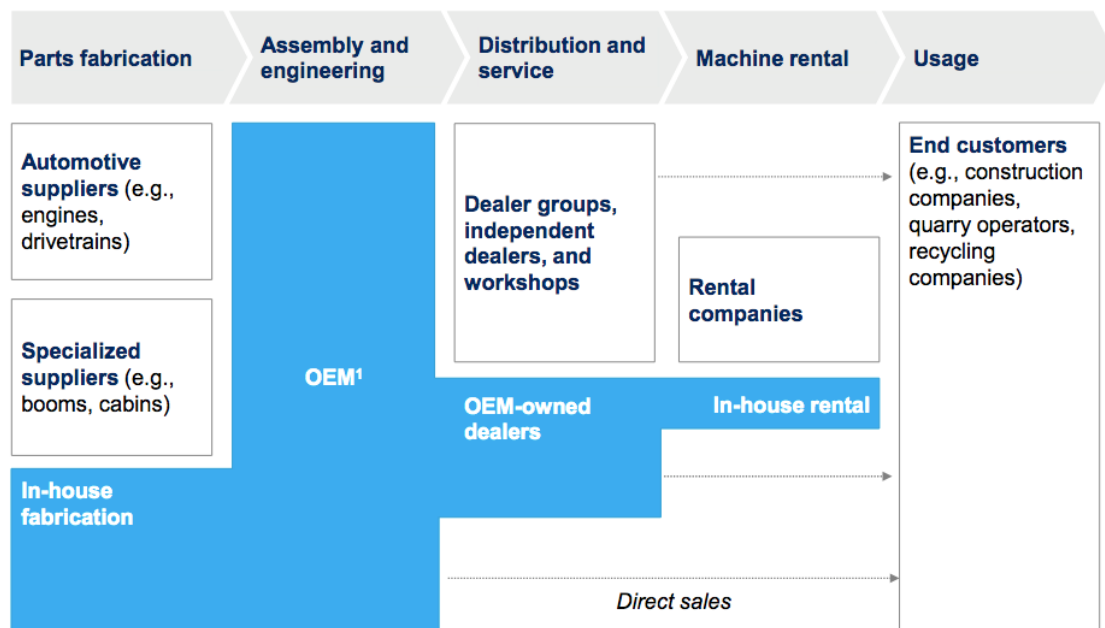 Parts fabrication
Assembly and
engineering
Distribution and
service
Machine rental
Usage
Automotive
suppliers (e.g.,
engines,
drivetrains)
Specialized
suppliers (e.g.,
booms, cabins)
In-house
fabrication
OEM¹
Dealer groups,
independent
dealers, and
workshops
OEM-owned
dealers
Rental
companies
In-house rental
Direct sales
End customers
(e.g., construction
companies,
quarry operators,
recycling
companies)